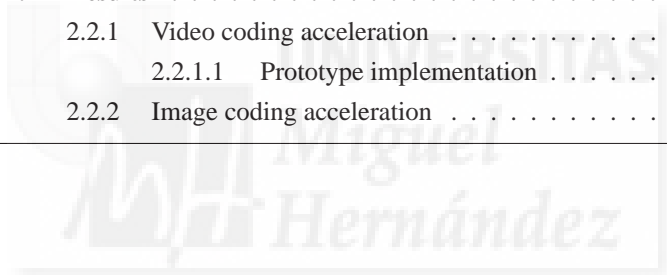 2.2.1 Video coding acceleration . . . . . . . . . . .
2.2.1.1 Prototype implementation . . . . . .
2.2.2 Image coding acceleration . . . . . . . . . . .
UNIVERSITAS
Miguel
Hernández